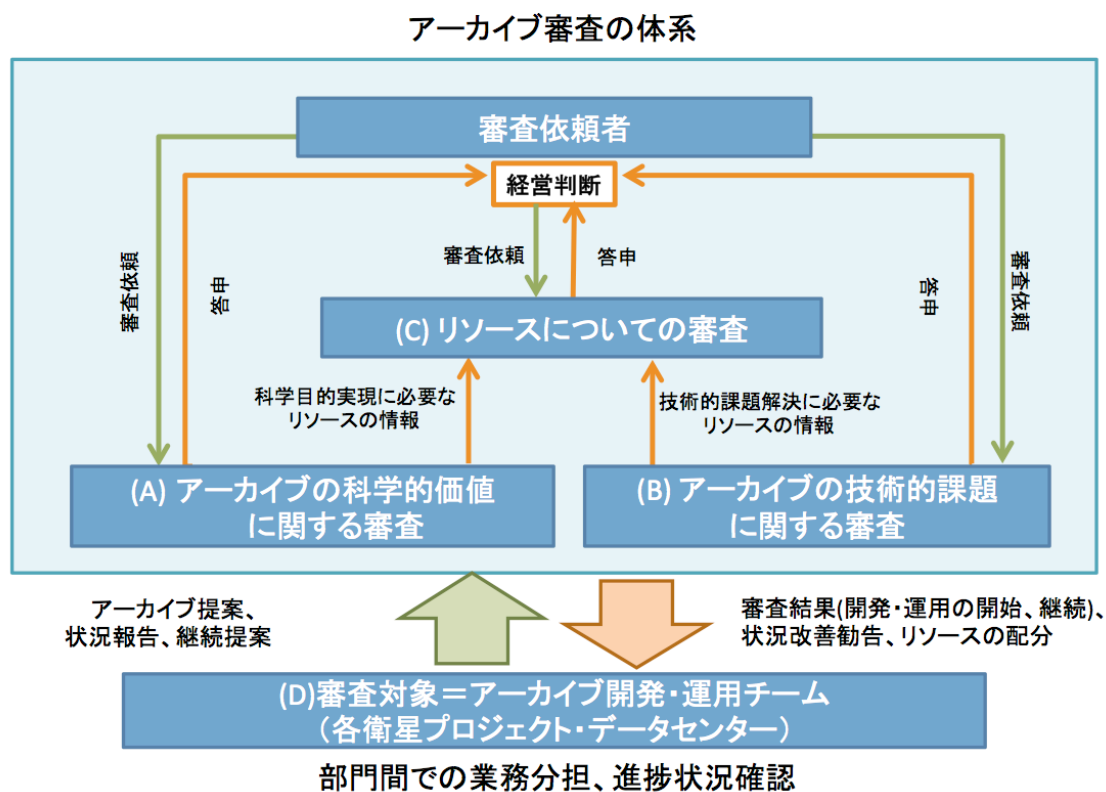 アーカイブ審査の体系
審査依頼者
経営判断
審査依頼
答申
審査依頼
答申
答申
審査依頼
(C) リソースについての審査
科学目的実現に必要な
リソースの情報
技術的課題解決に必要な
リソースの情報
(A) アーカイブの科学的価値
に関する審査
(B) アーカイブの技術的課題
に関する審査
アーカイブ提案、
状況報告、継続提案
審査結果(開発・運用の開始、継続)、
状況改善勧告、リソースの配分
(D)審査対象＝アーカイブ開発・運用チーム
（各衛星プロジェクト・データセンター）
部門間での業務分担、進捗状況確認